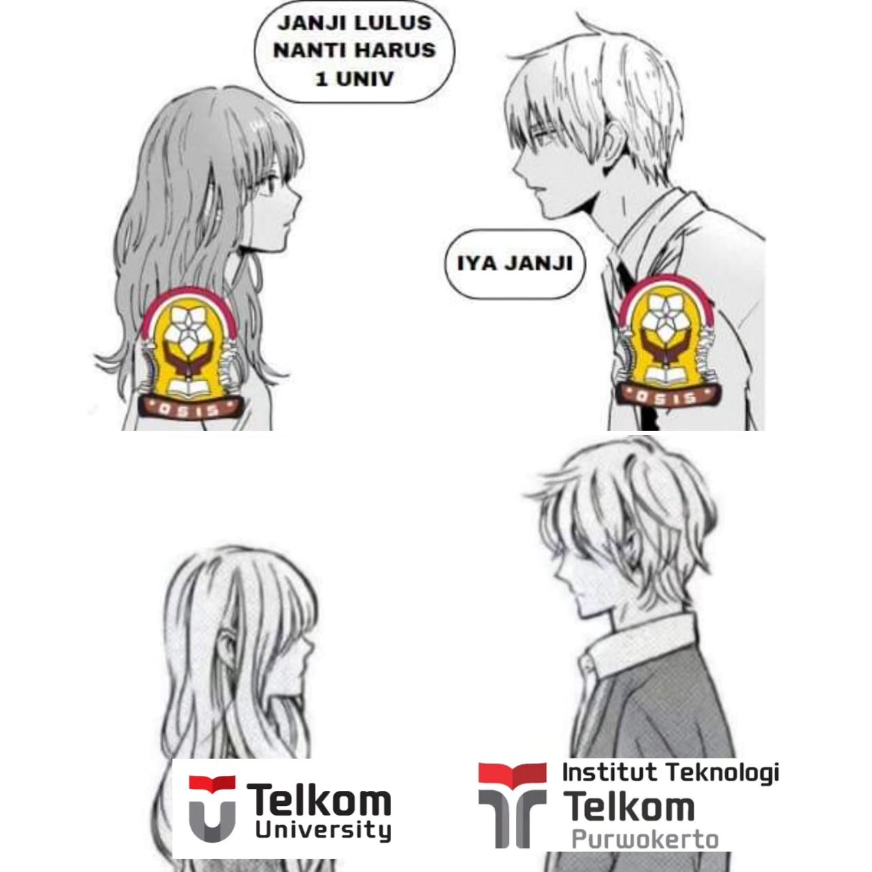 JANJI LULUS
NANTI HARUS
1 UNIV
IYA JANJI
OSIS
OSIS
Telkom
University
Institut Teknologi
Telkom
Purwokerto